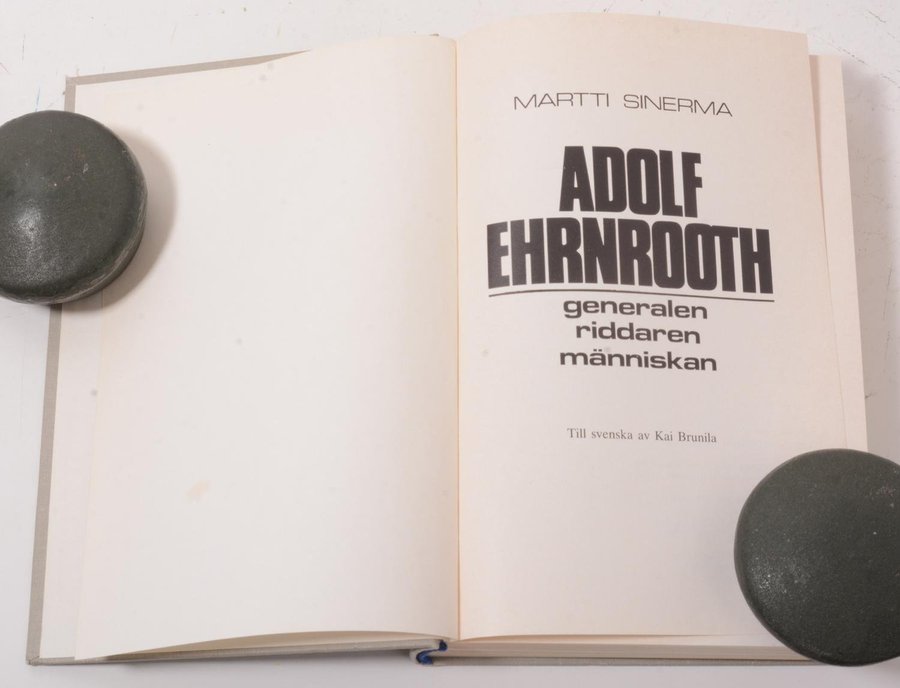 MARTTI SINERMA
ADOLF
EHRNROOTH
generalen
riddaren
människan
Till svenska av Kai Brunila